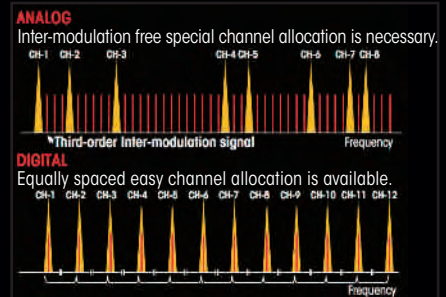 ANALOG
Inter-modulation free special channel allocation is necessary.
CH-1 CH-2 CH-3 CH-4 CH-5 CH-6 CH-7 CH-8
Third-order Inter-modulation signal Frequency
DIGITAL
Equally spaced easy channel allocation is available.
CH-1 CH-2 CH-3 CH-4 CH-5 CH-6 CH-7 CH-8 CH-9 CH-10 CH-11 CH-12
Frequency